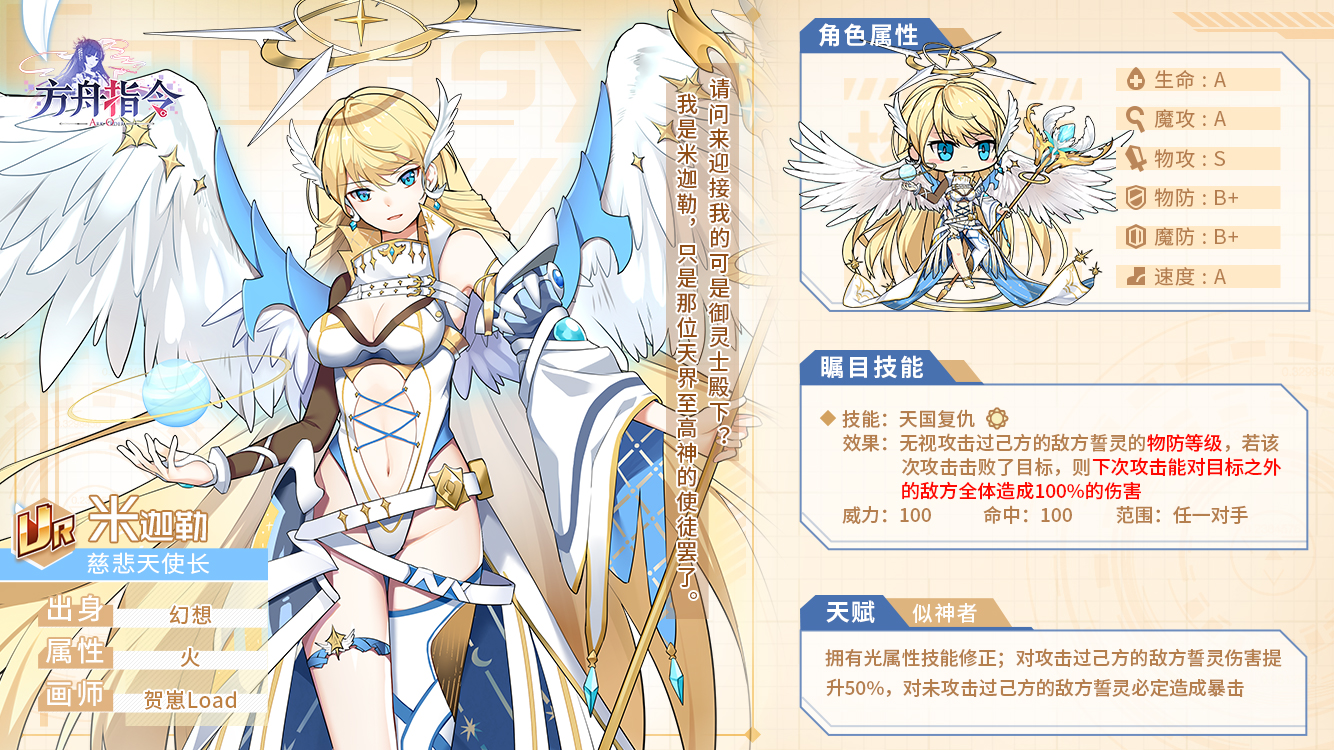 方舟指令
ARK ORDER
请问来迎接我的可是御灵士殿下？
我是米迦勒，只是那位天界至高神的使徒罢了。
UR 米迦勒
慈悲天使长
出身 幻想
属性 火
画师 贺崽Load
角色属性
生命：A
魔攻：A
物攻：S
物防：B+
魔防：B+
速度：A
瞩目技能
技能：天国复仇
效果：无视攻击过己方的敌方誓灵的物防等级，若该
次攻击击败了目标，则下次攻击能对目标之外
的敌方全体造成100%的伤害
威力：100 命中：100 范围：任一对手
天赋 似神者
拥有光属性技能修正；对攻击过己方的敌方誓灵伤害提
升50%，对未攻击过己方的敌方誓灵必定造成暴击